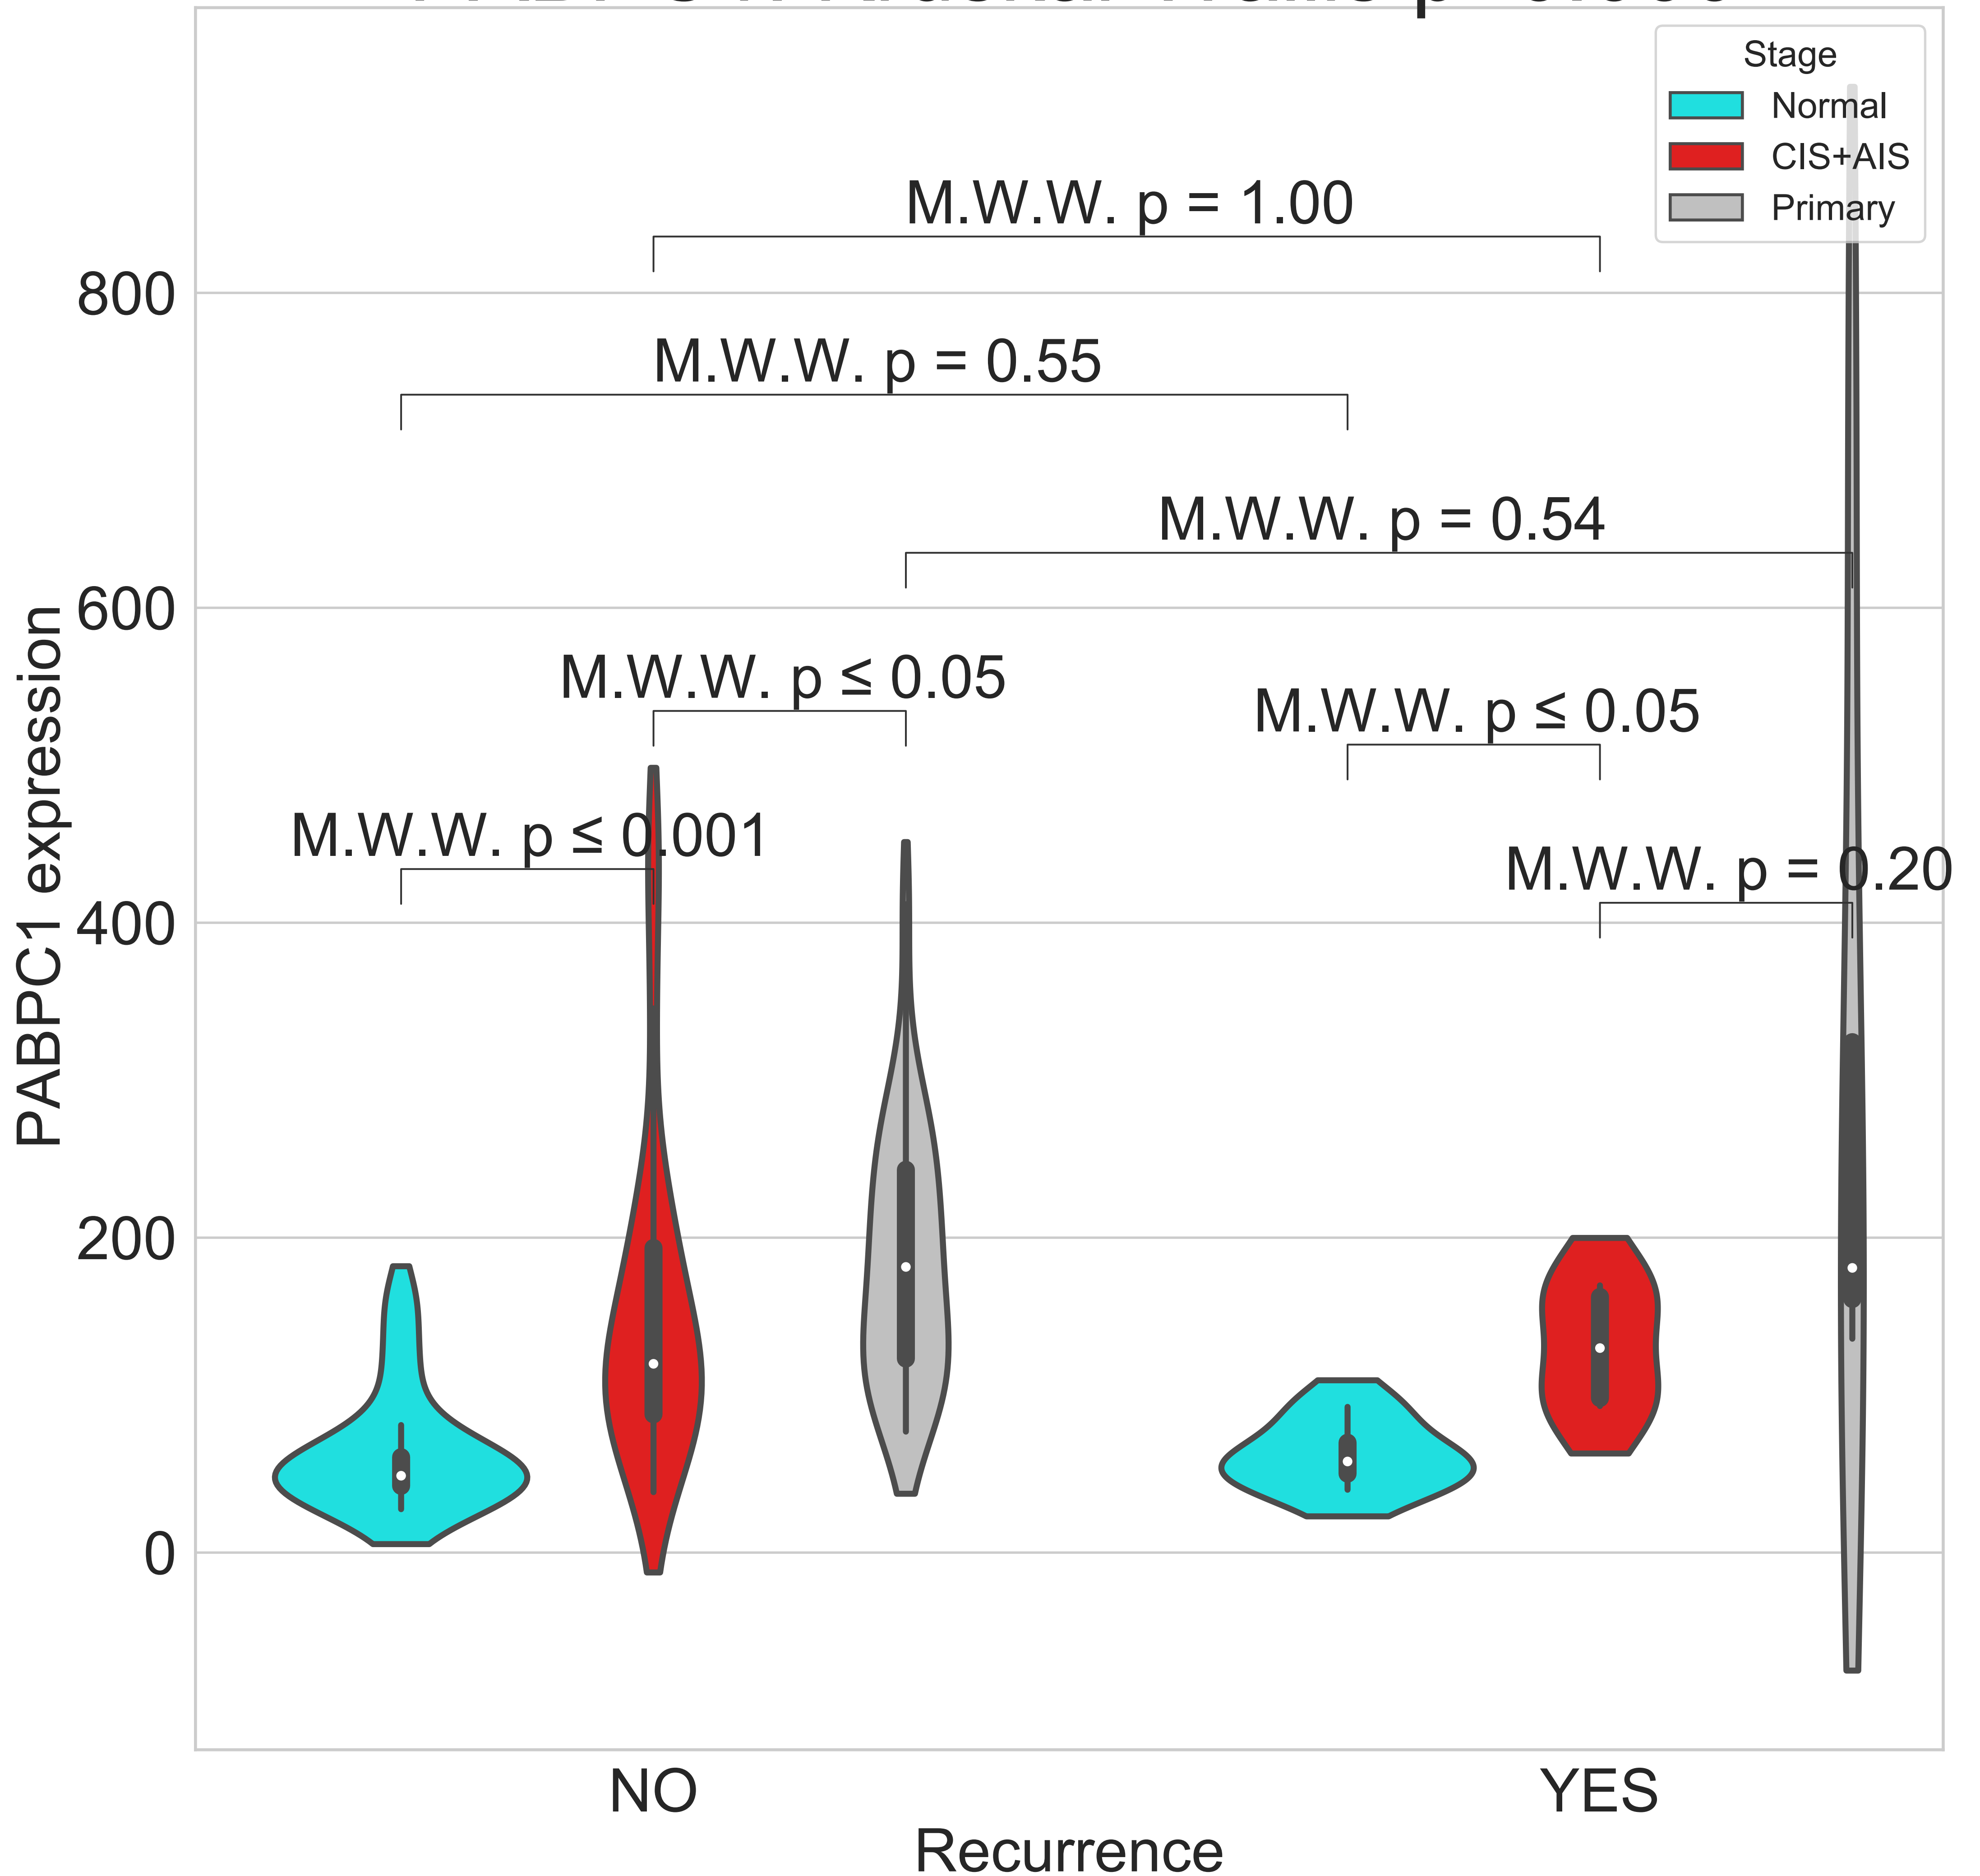 Stage
Normal
CIS+AIS
Primary
M.W.W. p = 1.00
M.W.W. p = 0.55
M.W.W. p = 0.54
M.W.W. p ≤ 0.05
M.W.W. p ≤ 0.05
M.W.W. p ≤ 0.001
M.W.W. p = 0.20
800
600
400
200
0
PABPC1 expression
NO
YES
Recurrence